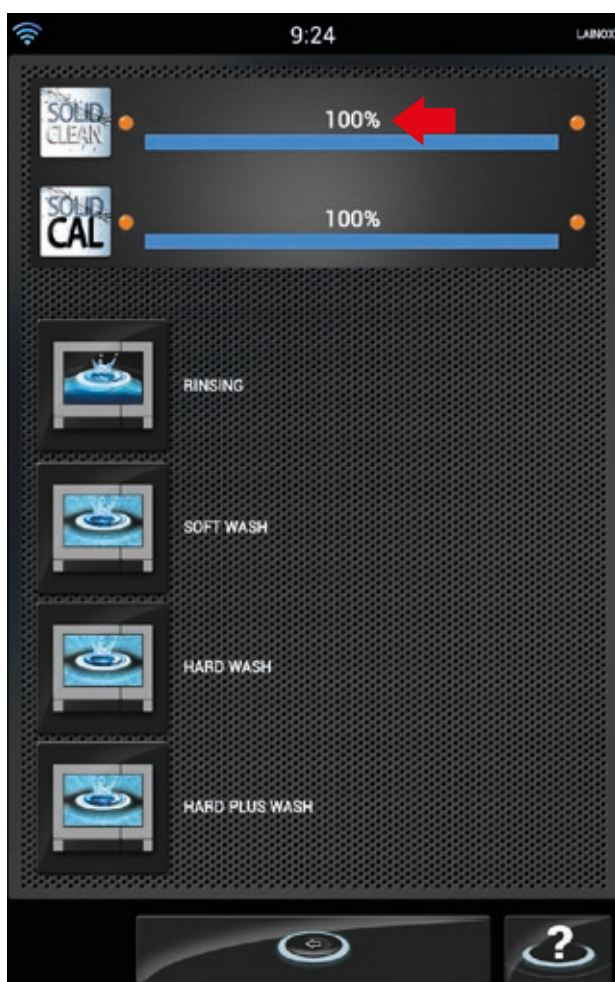 9:24
LAINOX
SOLID
CLEAN
100%
SOLID
CAL
100%
RINSING
SOFT WASH
HARD WASH
HARD PLUS WASH
?